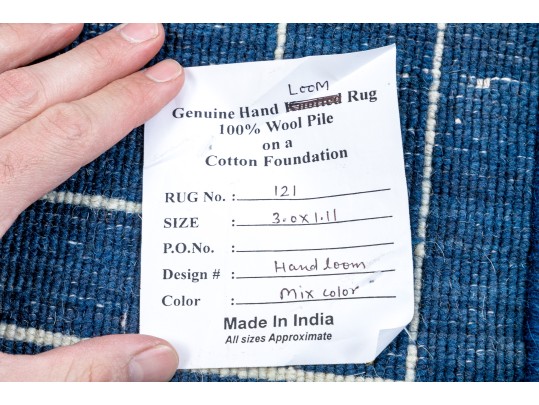 LOOM
Genuine Hand Knotted Rug
100% Wool Pile
on a
Cotton Foundation
RUG No. : 121
SIZE : 3.0x1.11
P.O.No. :
Design # : Hand loom
Color : Mix color
Made In India
All sizes Approximate